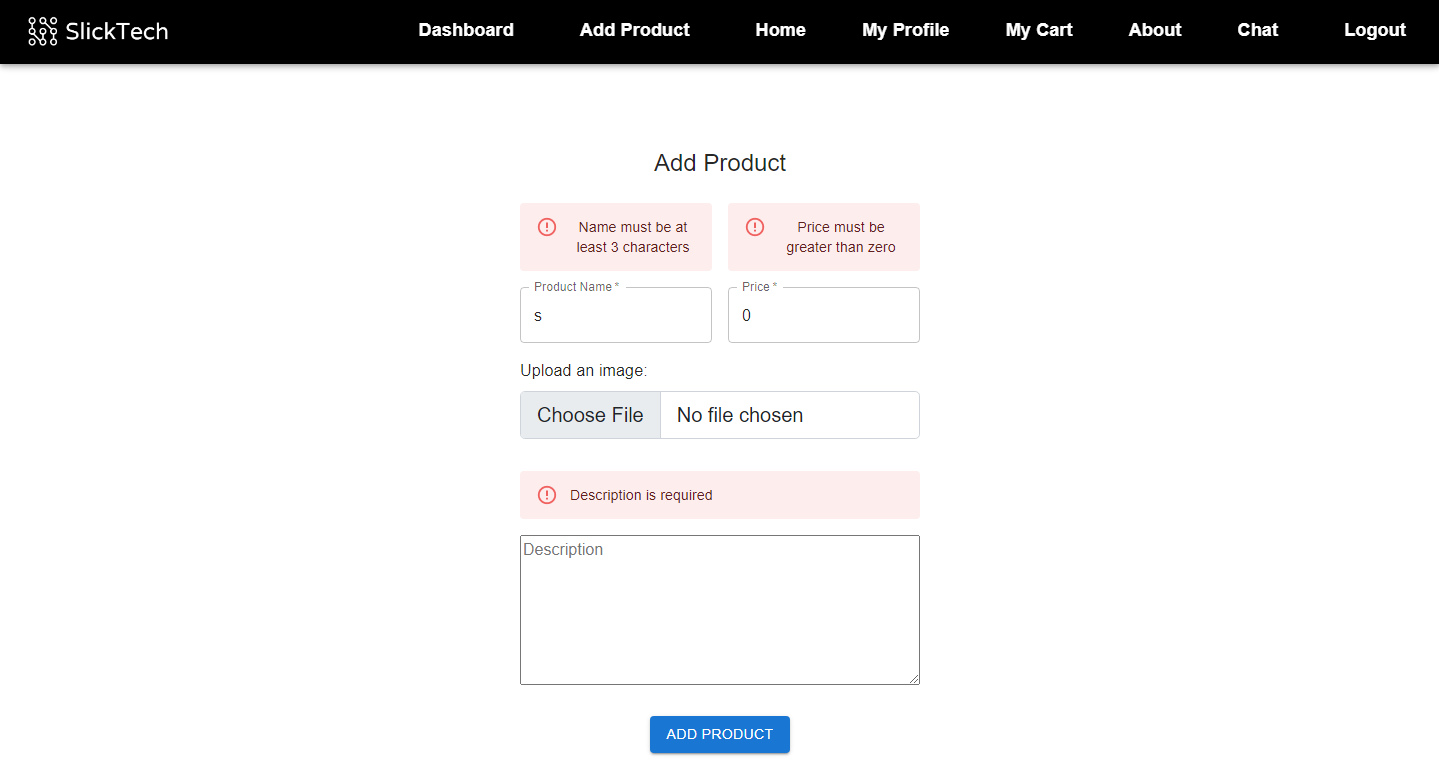 SlickTech Dashboard Add Product Home My Profile My Cart About Chat Logout
Add Product
Name must be at
least 3 characters
Price must be
greater than zero
Product Name *
s
Price *
0
Upload an image:
Choose File No file chosen
Description is required
Description
ADD PRODUCT